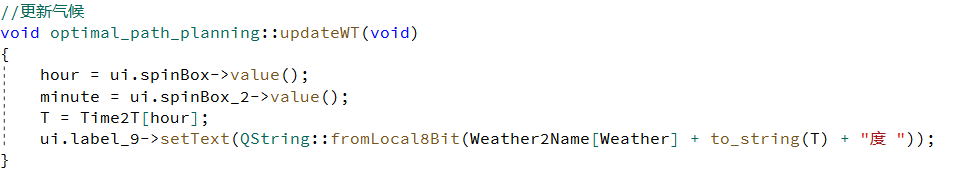 //更新气候
void optimal_path_planning::updateWT(void)
{
    hour = ui.spinBox->value();
    minute = ui.spinBox_2->value();
    T = Time2T[hour];
    ui.label_9->setText(QString::fromLocal8Bit(Weather2Name[Weather] + to_string(T) + "度 "));
}